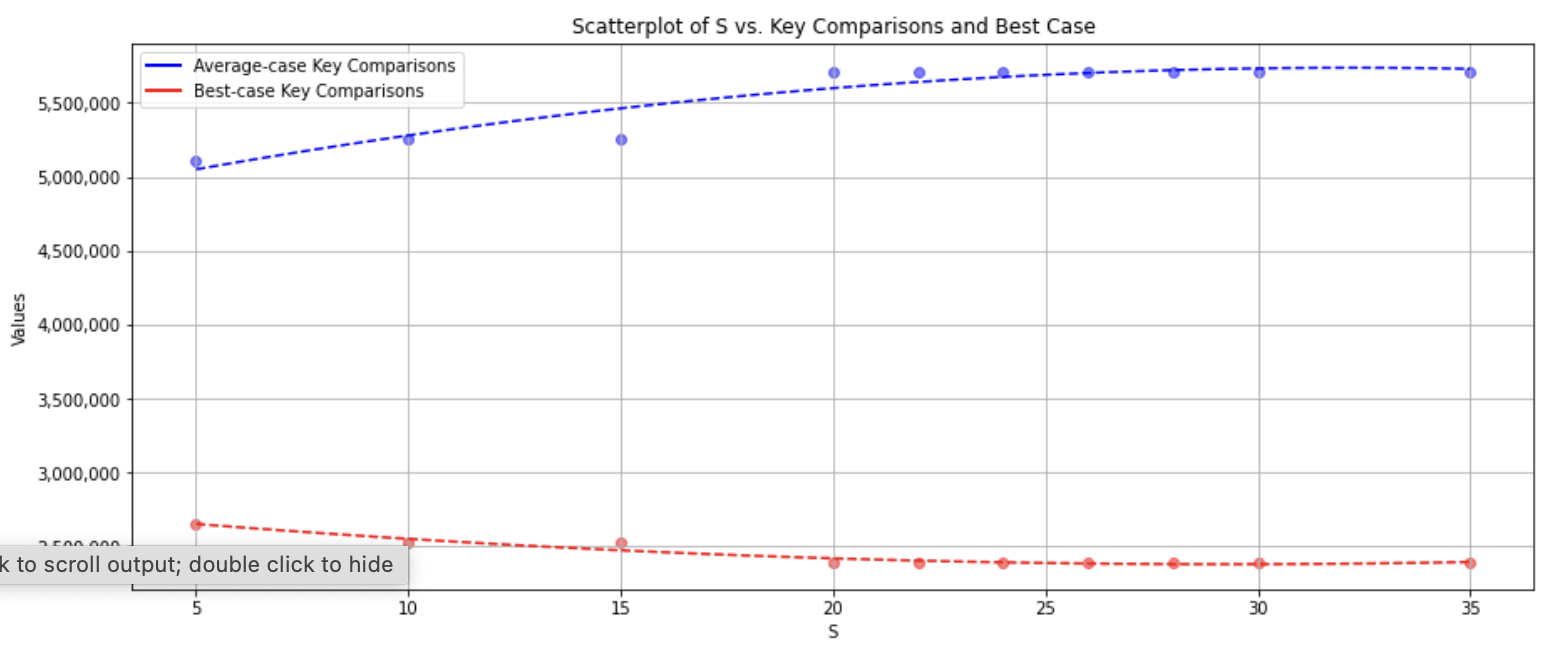 Scatterplot of S vs. Key Comparisons and Best Case
Average-case Key Comparisons
Best-case Key Comparisons
5,500,000
5,000,000
4,500,000
4,000,000
3,500,000
3,000,000
Values
k to scroll output; double click to hide
5 10 15 20 25 30 35
S